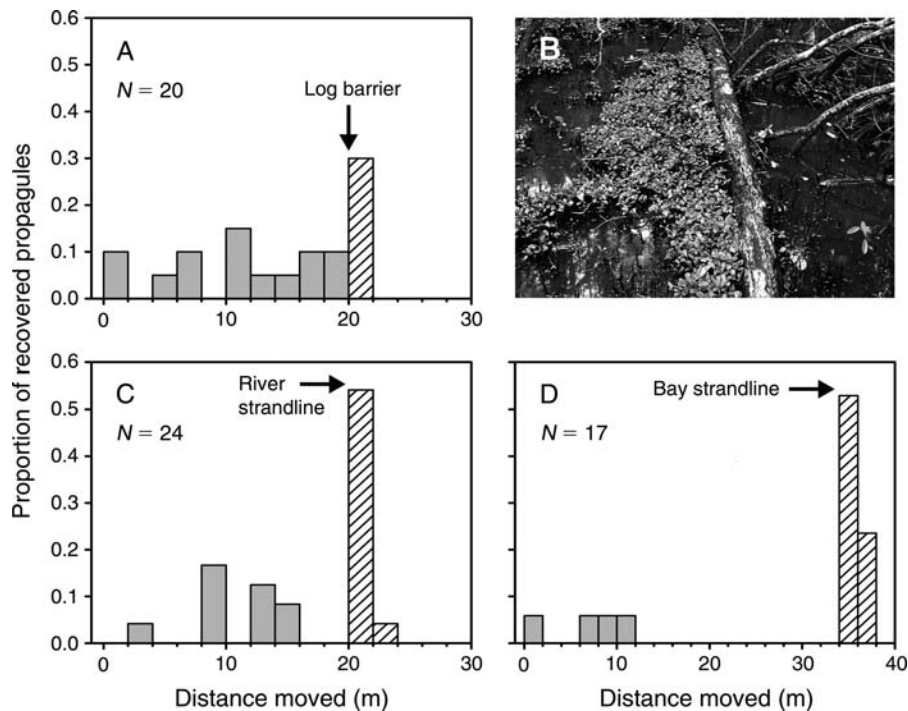 Proportion of recovered propagules
0.6
0.5
0.4
0.3
0.2
0.1
0.0
A
N = 20
Log barrier
0
10
20
30
B
0.6
0.5
0.4
0.3
0.2
0.1
0.0
C
N = 24
River
strandline
0
10
20
30
Distance moved (m)
D
N = 17
Bay strandline
0
10
20
30
40
Distance moved (m)